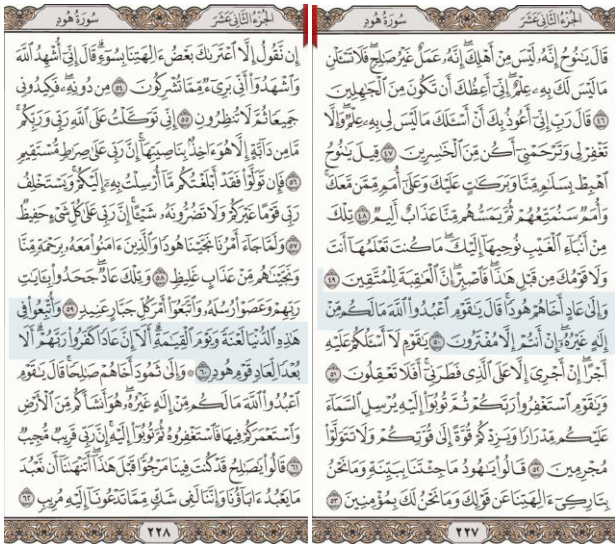 الجُزْءُ الثَّانِي عَشَرَ سُورَةُ هُودٍ
قَالَ يَـٰنُوحُ إِنَّهُۥ لَيْسَ مِنْ أَهْلِكَ ۖ إِنَّهُۥ عَمَلٌ غَيْرُ صَـٰلِحٍ ۖ فَلَا تَسْـَٔلْنِ
مَا لَيْسَ لَكَ بِهِۦ عِلْمٌ ۖ إِنِّىٓ أَعِظُكَ أَن تَكُونَ مِنَ ٱلْجَـٰهِلِينَ
٤٦ قَالَ رَبِّ إِنِّىٓ أَعُوذُ بِكَ أَنْ أَسْـَٔلَكَ مَا لَيْسَ لِى بِهِۦ عِلْمٌ ۖ وَإِلَّا
تَغْفِرْ لِى وَتَرْحَمْنِىٓ أَكُن مِّنَ ٱلْخَـٰسِرِينَ ٤٧ قِيلَ يَـٰنُوحُ
ٱهْبِطْ بِسَلَـٰمٍ مِّنَّا وَبَرَكَـٰتٍ عَلَيْكَ وَعَلَىٰٓ أُمَمٍ مِّمَّن مَّعَكَ ۚ
وَأُمَمٌ سَنُمَتِّعُهُمْ ثُمَّ يَمَسُّهُم مِّنَّا عَذَابٌ أَلِيمٌ ٤٨ تِلْكَ
مِنْ أَنۢبَآءِ ٱلْغَيْبِ نُوحِيهَآ إِلَيْكَ ۖ مَا كُنتَ تَعْلَمُهَآ أَنتَ
وَلَا قَوْمُكَ مِن قَبْلِ هَـٰذَا ۖ فَٱصْبِرْ ۖ إِنَّ ٱلْعَـٰقِبَةَ لِلْمُتَّقِينَ ٤٩
وَإِلَىٰ عَادٍ أَخَاهُمْ هُودًا ۚ قَالَ يَـٰقَوْمِ ٱعْبُدُوا۟ ٱللَّهَ مَا لَكُم مِّنْ
إِلَـٰهٍ غَيْرُهُۥٓ ۖ إِنْ أَنتُمْ إِلَّا مُفْتَرُونَ ٥٠ يَـٰقَوْمِ لَآ أَسْـَٔلُكُمْ عَلَيْهِ
أَجْرًا ۖ إِنْ أَجْرِىَ إِلَّا عَلَى ٱلَّذِى فَطَرَنِىٓ ۚ أَفَلَا تَعْقِلُونَ ٥١
وَيَـٰقَوْمِ ٱسْتَغْفِرُوا۟ رَبَّكُمْ ثُمَّ تُوبُوٓا۟ إِلَيْهِ يُرْسِلِ ٱلسَّمَآءَ
عَلَيْكُم مِّدْرَارًا وَيَزِدْكُمْ قُوَّةً إِلَىٰ قُوَّتِكُمْ وَلَا تَتَوَلَّوْا۟
مُجْرِمِينَ ٥٢ قَالُوا۟ يَـٰهُودُ مَا جِئْتَنَا بِبَيِّنَةٍ وَمَا نَحْنُ
بِتَارِكِىٓ ءَالِهَتِنَا عَن قَوْلِكَ وَمَا نَحْنُ لَكَ بِمُؤْمِنِينَ ٥٣
٢٢٧
الجُزْءُ الثَّانِي عَشَرَ سُورَةُ هُودٍ
إِن نَّقُولُ إِلَّا ٱعْتَرَىٰكَ بَعْضُ ءَالِهَتِنَا بِسُوٓءٍ ۗ قَالَ إِنِّىٓ أُشْهِدُ ٱللَّهَ
وَٱشْهَدُوٓا۟ أَنِّى بَرِىٓءٌ مِّمَّا تُشْرِكُونَ ٥٤ مِن دُونِهِۦ ۖ فَكِيدُونِى
جَمِيعًا ثُمَّ لَا تُنظِرُونِ ٥٥ إِنِّى تَوَكَّلْتُ عَلَى ٱللَّهِ رَبِّى وَرَبِّكُم ۚ
مَّا مِن دَآبَّةٍ إِلَّا هُوَ ءَاخِذٌۢ بِنَاصِيَتِهَآ ۚ إِنَّ رَبِّى عَلَىٰ صِرَٰطٍ مُّسْتَقِيمٍ
٥٦ فَإِن تَوَلَّوْا۟ فَقَدْ أَبْلَغْتُكُم مَّآ أُرْسِلْتُ بِهِۦٓ إِلَيْكُمْ ۚ وَيَسْتَخْلِفُ
رَبِّى قَوْمًا غَيْرَكُمْ وَلَا تَضُرُّونَهُۥ شَيْـًٔا ۚ إِنَّ رَبِّى عَلَىٰ كُلِّ شَىْءٍ حَفِيظٌ
٥٧ وَلَمَّا جَآءَ أَمْرُنَا نَجَّيْنَا هُودًا وَٱلَّذِينَ ءَامَنُوا۟ مَعَهُۥ بِرَحْمَةٍ مِّنَّا
وَنَجَّيْنَـٰهُم مِّنْ عَذَابٍ غَلِيظٍ ٥٨ وَتِلْكَ عَادٌ ۖ جَحَدُوا۟ بِـَٔايَـٰتِ
رَبِّهِمْ وَعَصَوْا۟ رُسُلَهُۥ وَٱتَّبَعُوٓا۟ أَمْرَ كُلِّ جَبَّارٍ عَنِيدٍ ٥٩ وَأُتْبِعُوا۟ فِى
هَـٰذِهِ ٱلدُّنْيَا لَعْنَةً وَيَوْمَ ٱلْقِيَـٰمَةِ ۗ أَلَآ إِنَّ عَادًا كَفَرُوا۟ رَبَّهُمْ ۗ أَلَا
بُعْدًا لِّعَادٍ قَوْمِ هُودٍ ٦٠ ۞ وَإِلَىٰ ثَمُودَ أَخَاهُمْ صَـٰلِحًا ۚ قَالَ يَـٰقَوْمِ
ٱعْبُدُوا۟ ٱللَّهَ مَا لَكُم مِّنْ إِلَـٰهٍ غَيْرُهُۥ ۖ هُوَ أَنشَأَكُم مِّنَ ٱلْأَرْضِ
وَٱسْتَعْمَرَكُمْ فِيهَا فَٱسْتَغْفِرُوهُ ثُمَّ تُوبُوٓا۟ إِلَيْهِ ۚ إِنَّ رَبِّى قَرِيبٌ مُّجِيبٌ
٦١ قَالُوا۟ يَـٰصَـٰلِحُ قَدْ كُنتَ فِينَا مَرْجُوًّا قَبْلَ هَـٰذَآ ۖ أَتَنْهَىٰنَآ أَن نَّعْبُدَ
مَا يَعْبُدُ ءَابَآؤُنَا وَإِنَّنَا لَفِى شَكٍّ مِّمَّا تَدْعُونَآ إِلَيْهِ مُرِيبٍ ٦٢
٢٢٨